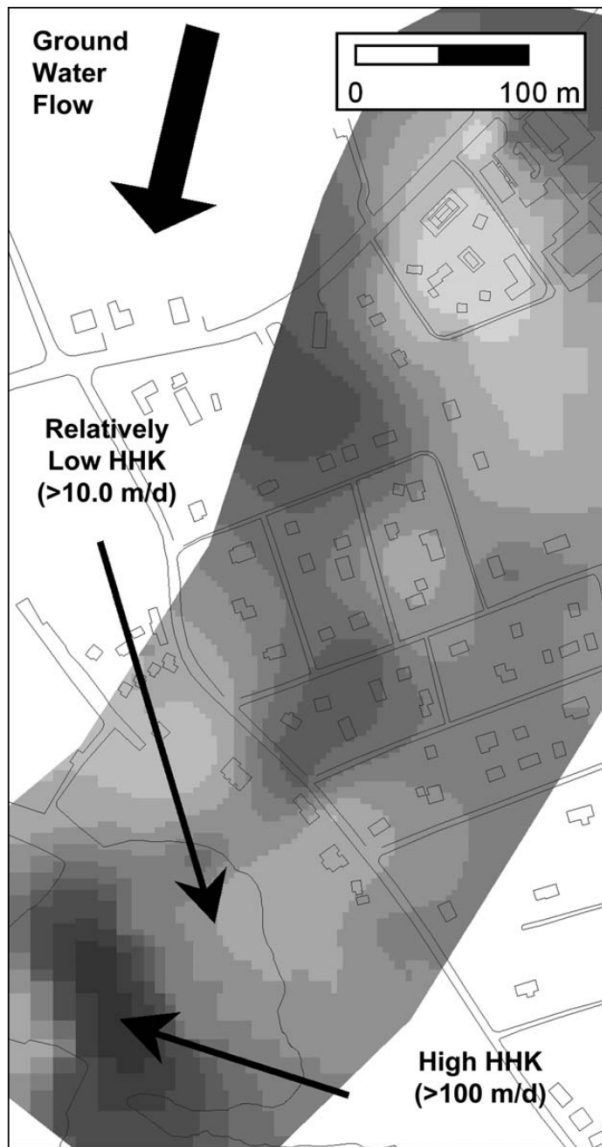 Ground
Water
Flow
0 100 m
Relatively
Low HHK
(>10.0 m/d)
High HHK
(>100 m/d)